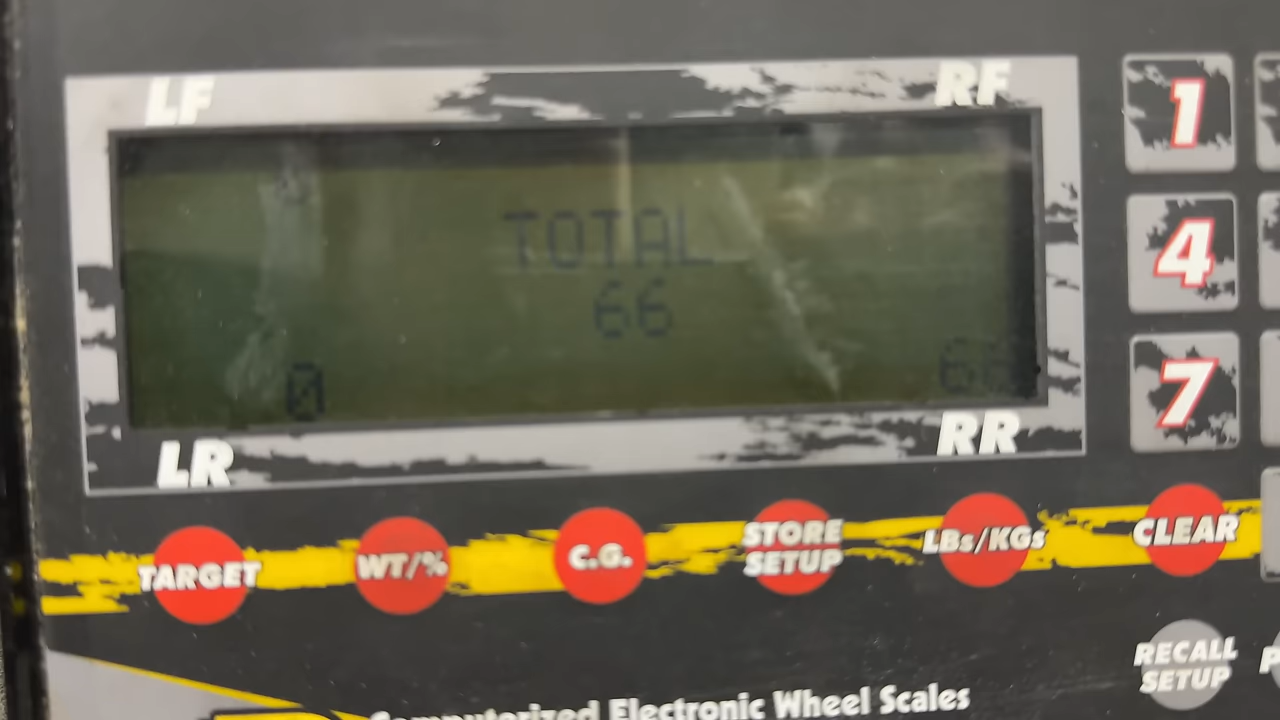 LF RF
1
TOTAL
4
66
0
7
LR RR
TARGET WT/% C.G. STORE SETUP LBs/KGs CLEAR
RECALL SETUP
Computorized Electronic Wheel Scales